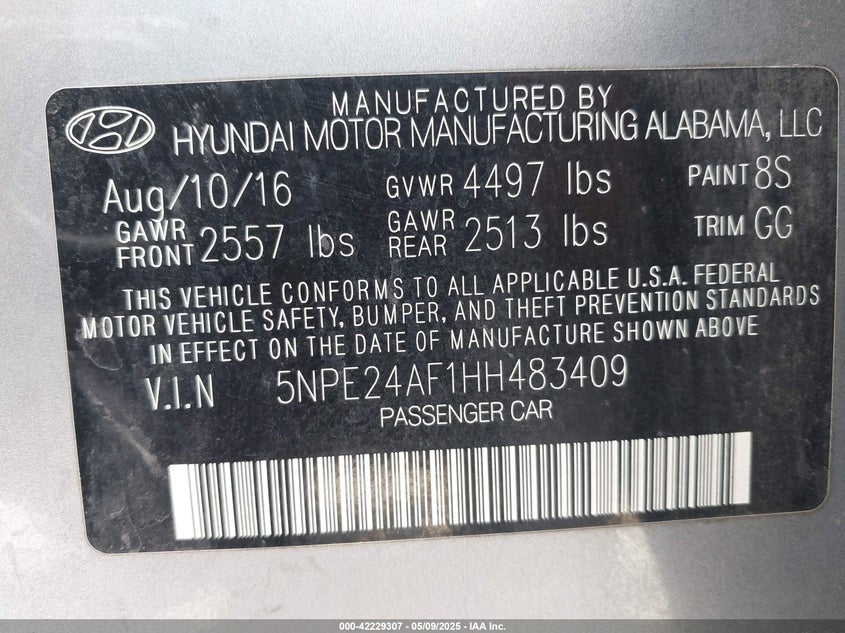 MANUFACTURED BY
HYUNDAI MOTOR MANUFACTURING ALABAMA, LLC
Aug/10/16 GVWR 4497 lbs PAINT 8S
GAWR FRONT 2557 lbs GAWR REAR 2513 lbs TRIM GG
THIS VEHICLE CONFORMS TO ALL APPLICABLE U.S.A. FEDERAL
MOTOR VEHICLE SAFETY, BUMPER, AND THEFT PREVENTION STANDARDS
IN EFFECT ON THE DATE OF MANUFACTURE SHOWN ABOVE
V.I.N 5NPE24AF1HH483409
PASSENGER CAR
000-42229307 - 05/09/2025 - IAA Inc.